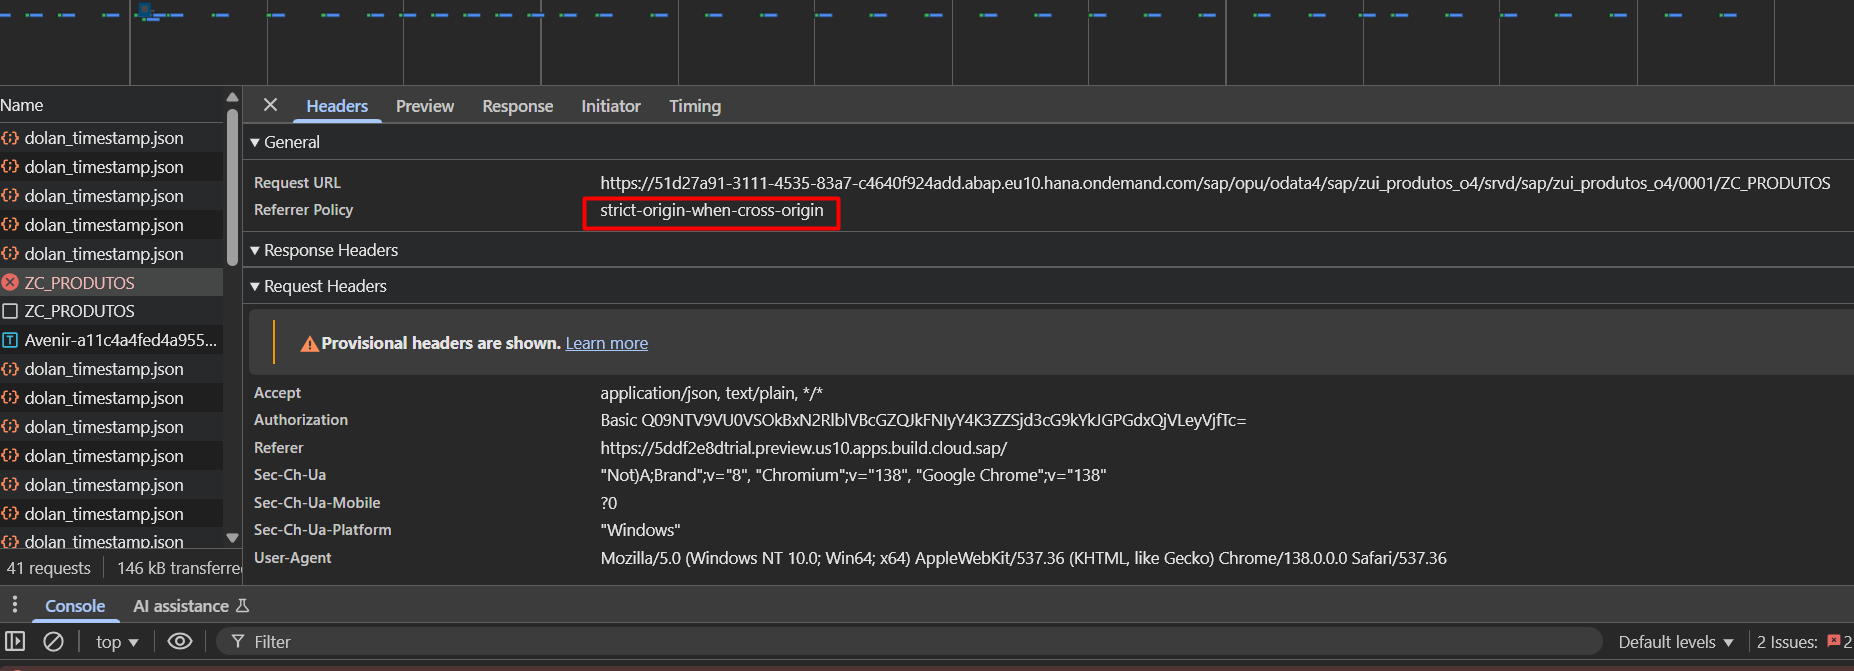 Name
dolan_timestamp.json
dolan_timestamp.json
dolan_timestamp.json
dolan_timestamp.json
dolan_timestamp.json
ZC_PRODUTOS
ZC_PRODUTOS
Avenir-a11c4a4fed4a955...
dolan_timestamp.json
dolan_timestamp.json
dolan_timestamp.json
dolan_timestamp.json
dolan_timestamp.json
dolan_timestamp.json
dolan_timestamp.json
41 requests 146 kB transferre
Headers Preview Response Initiator Timing
General
Request URL https://51d27a91-3111-4535-83a7-c4640f924add.abap.eu10.hana.ondemand.com/sap/opu/odata4/sap/zui_produtos_o4/srvd/sap/zui_produtos_o4/0001/ZC_PRODUTOS
Referrer Policy strict-origin-when-cross-origin
Response Headers
Request Headers
Provisional headers are shown. Learn more
Accept application/json, text/plain, */*
Authorization Basic Q09NTV9VU0VSOkBxN2RlblVBcGZQJkFNIyY4K3ZZSjd3cG9kYkJGPGdxQjVLeyVjfTc=
Referer https://5ddf2e8dtrial.preview.us10.apps.build.cloud.sap/
Sec-Ch-Ua "Not)A;Brand";v="8", "Chromium";v="138", "Google Chrome";v="138"
Sec-Ch-Ua-Mobile ?0
Sec-Ch-Ua-Platform "Windows"
User-Agent Mozilla/5.0 (Windows NT 10.0; Win64; x64) AppleWebKit/537.36 (KHTML, like Gecko) Chrome/138.0.0.0 Safari/537.36
Console AI assistance
top Filter Default levels 2 Issues: 2